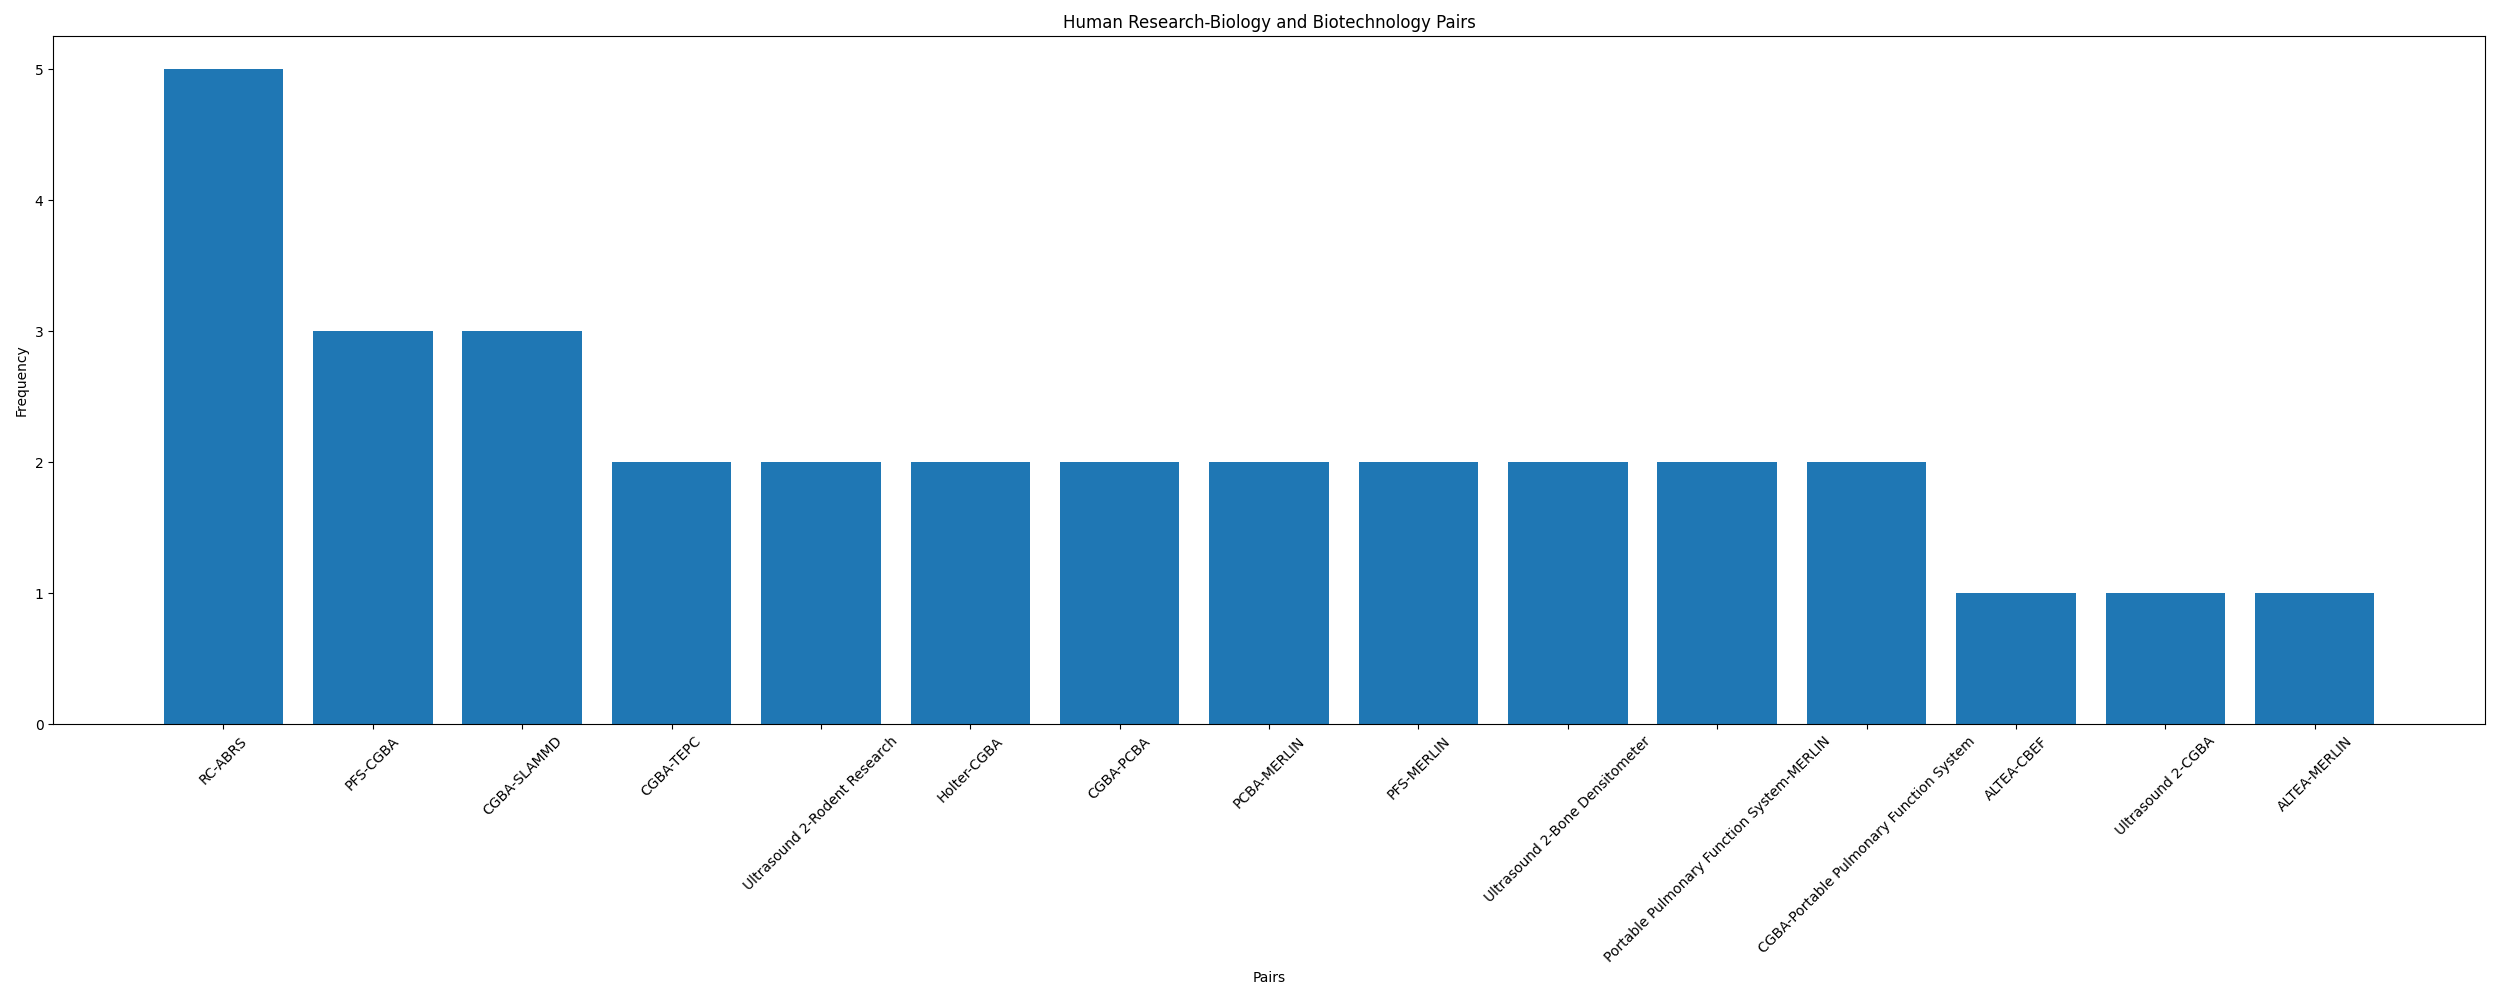 Human Research-Biology and Biotechnology Pairs
Frequency
5
4
3
2
1
0
RC-ABRS
PFS-CGBA
CGBA-SLAMMD
CGBA-TEPC
Ultrasound 2-Rodent Research
Holter-CGBA
CGBA-PCBA
PCBA-MERLIN
PFS-MERLIN
Ultrasound 2-Bone Densitometer
Portable Pulmonary Function System-MERLIN
CGBA-Portable Pulmonary Function System
ALTEA-CBEF
Ultrasound 2-CGBA
ALTEA-MERLIN
Pairs